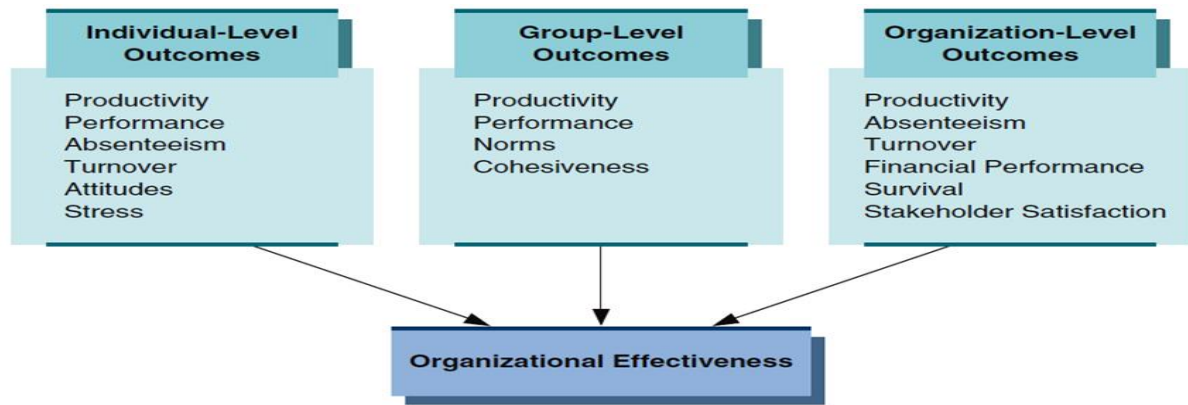 Individual-Level
Outcomes
Productivity
Performance
Absenteeism
Turnover
Attitudes
Stress
Group-Level
Outcomes
Productivity
Performance
Norms
Cohesiveness
Organization-Level
Outcomes
Productivity
Absenteeism
Turnover
Financial Performance
Survival
Stakeholder Satisfaction
Organizational Effectiveness